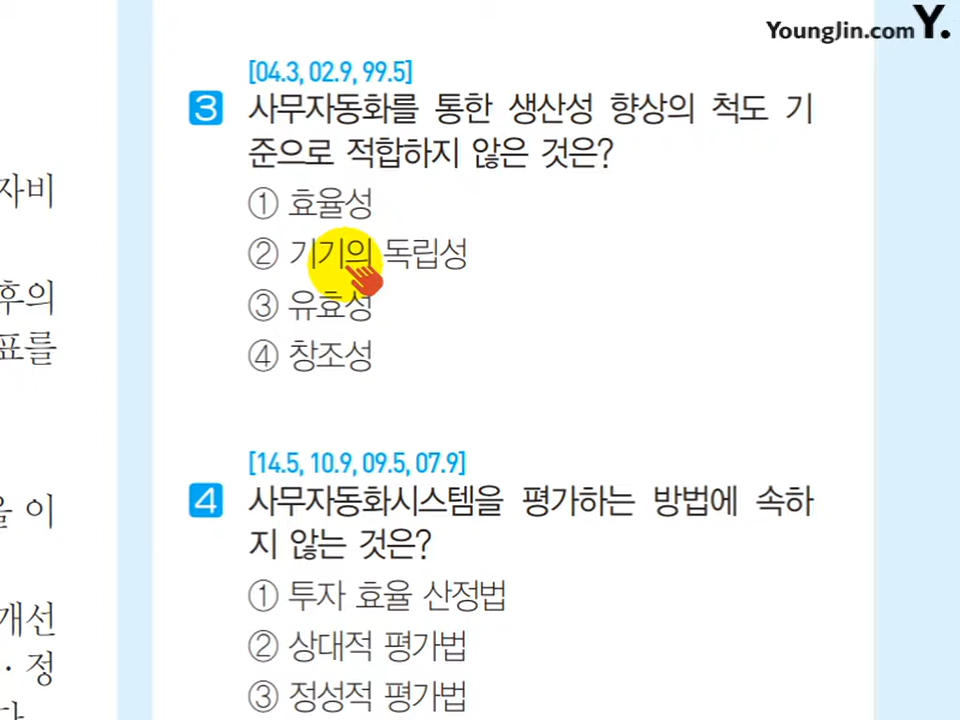 YoungJin.com Y.
[04.3, 02.9, 99.5]
3 사무자동화를 통한 생산성 향상의 척도 기
준으로 적합하지 않은 것은?
① 효율성
② 기기의 독립성
③ 유효성
④ 창조성
[14.5, 10.9, 09.5, 07.9]
4 사무자동화시스템을 평가하는 방법에 속하
지 않는 것은?
① 투자 효율 산정법
② 상대적 평가법
③ 정성적 평가법
자비
후의
표를
을 이
개선
· 정